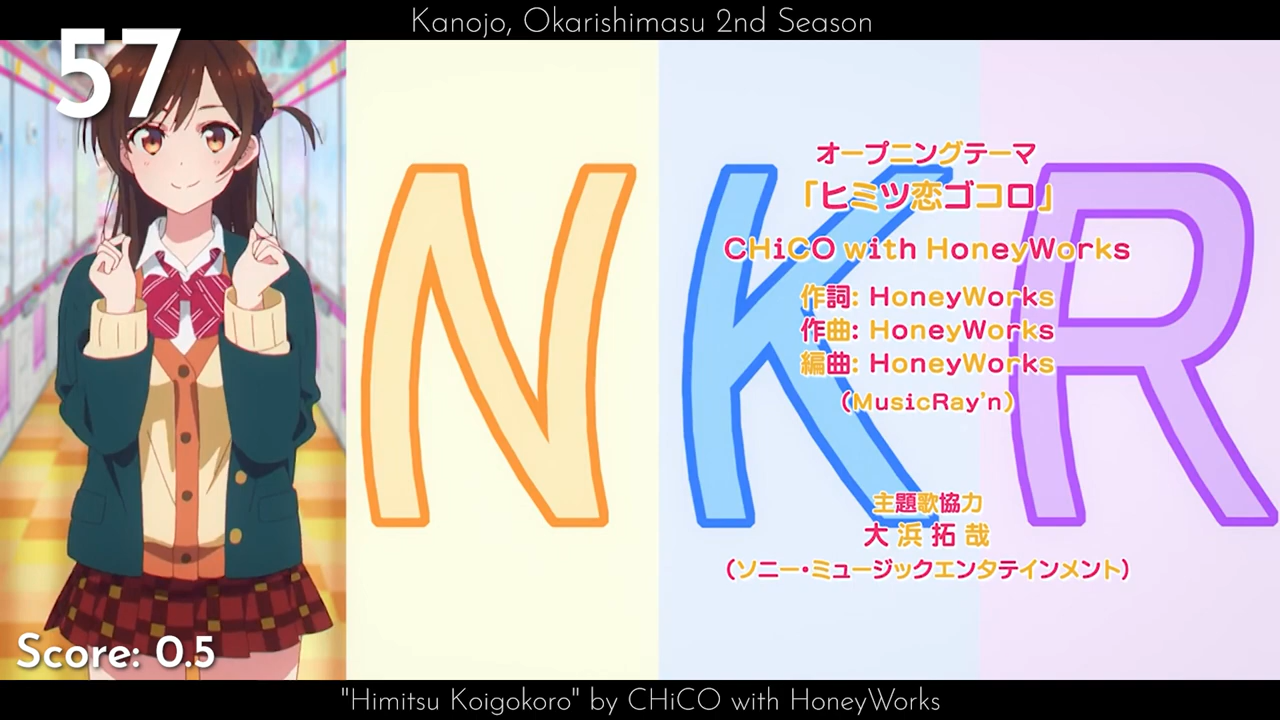 Kanojo, Okarishimasu 2nd Season
57
N K R
オープニングテーマ
「ヒミツ恋ゴコロ」
CHiCO with HoneyWorks
作詞: HoneyWorks
作曲: HoneyWorks
編曲: HoneyWorks
(MusicRay'n)
主題歌協力
大浜拓哉
(ソニー・ミュージックエンタテインメント)
Score: 0.5
"Himitsu Koigokoro" by CHiCO with HoneyWorks